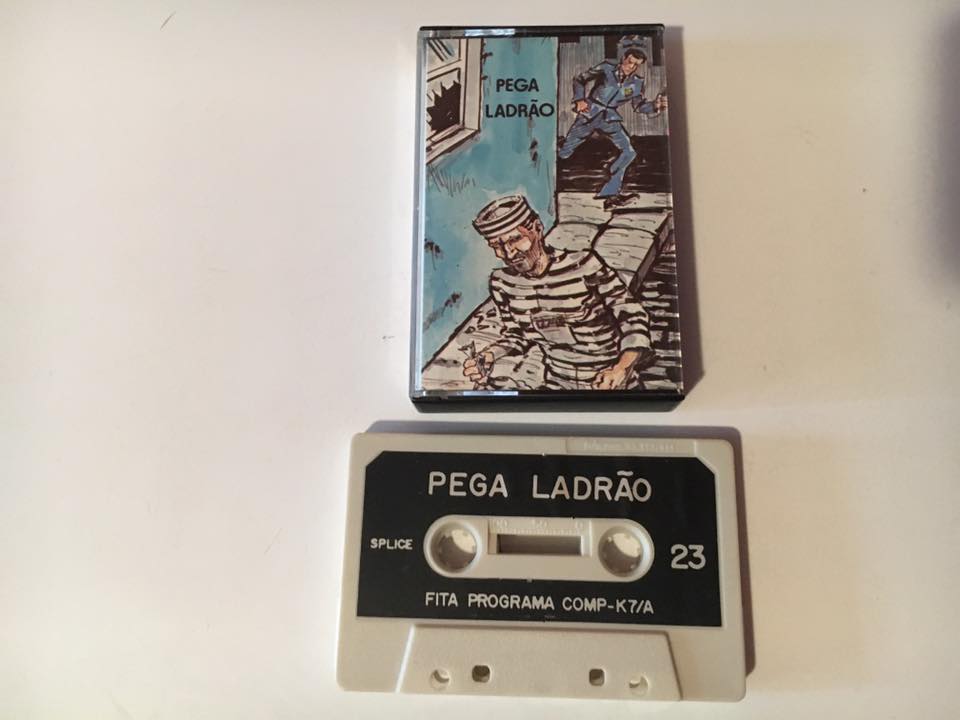 PEGA
LADRÃO
PEGA LADRÃO
SPLICE
23
FITA PROGRAMA COMP-K7/A